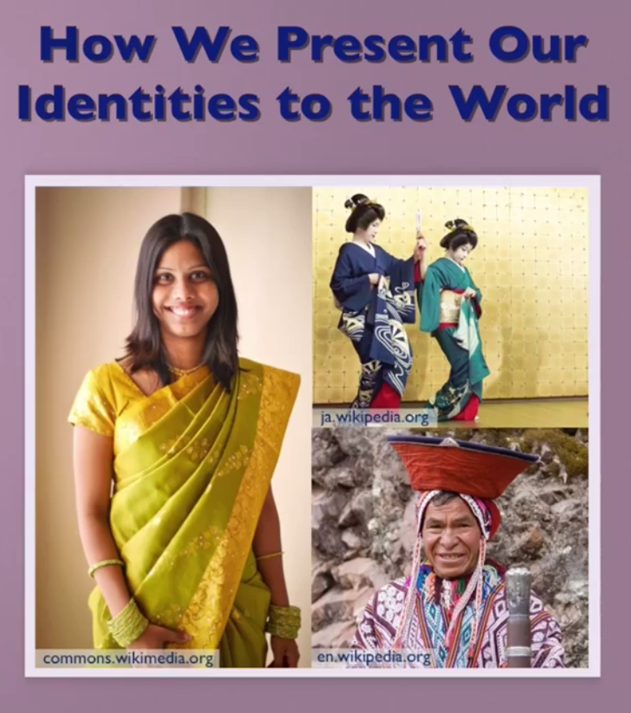 How We Present Our
Identities to the World
ja.wikipedia.org
commons.wikimedia.org
en.wikipedia.org